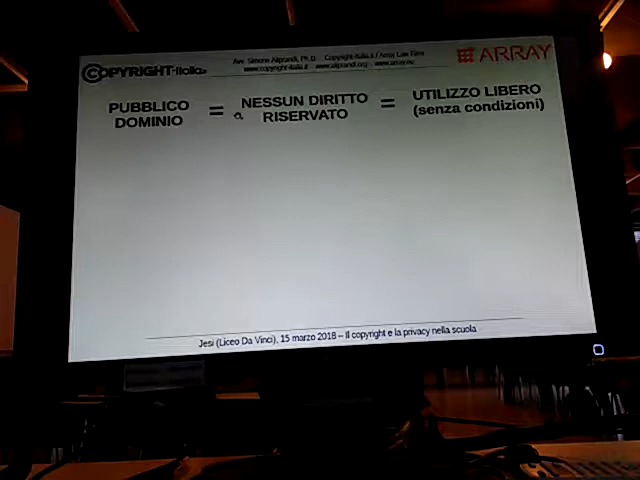 COPYRIGHT-Italia.it
Avv. Simone Aliprandi, Ph.D. - Copyright-Italia.it / Array Law Firm
www.copyright-italia.it - www.aliprandi.org - www.array.eu
ARRAY
PUBBLICO DOMINIO = NESSUN DIRITTO RISERVATO = UTILIZZO LIBERO (senza condizioni)
Jesi (Liceo Da Vinci), 15 marzo 2018 – Il copyright e la privacy nella scuola